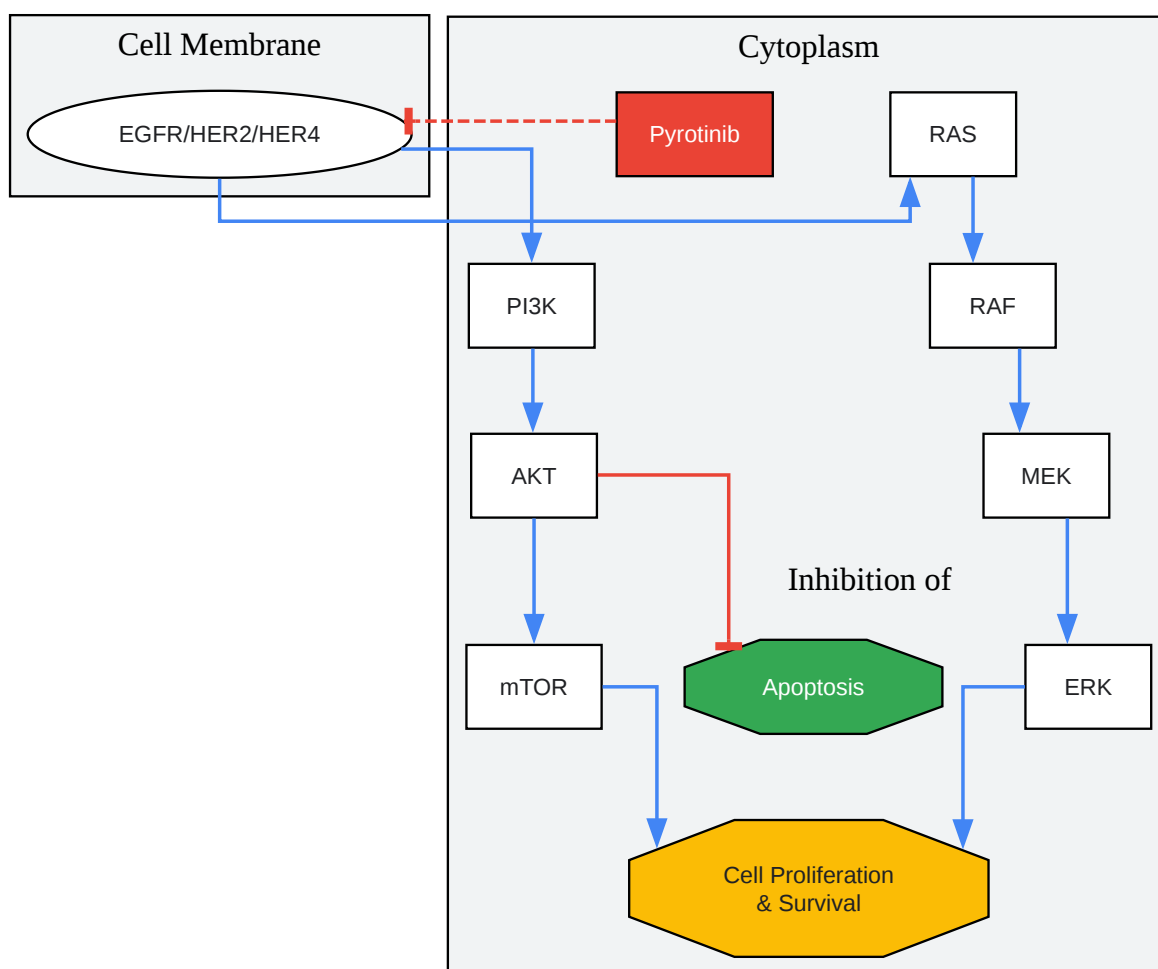 Cell Membrane
Cytoplasm
EGFR/HER2/HER4
Pyrotinib
RAS
PI3K
RAF
AKT
MEK
Inhibition of
mTOR
Apoptosis
ERK
Cell Proliferation
& Survival